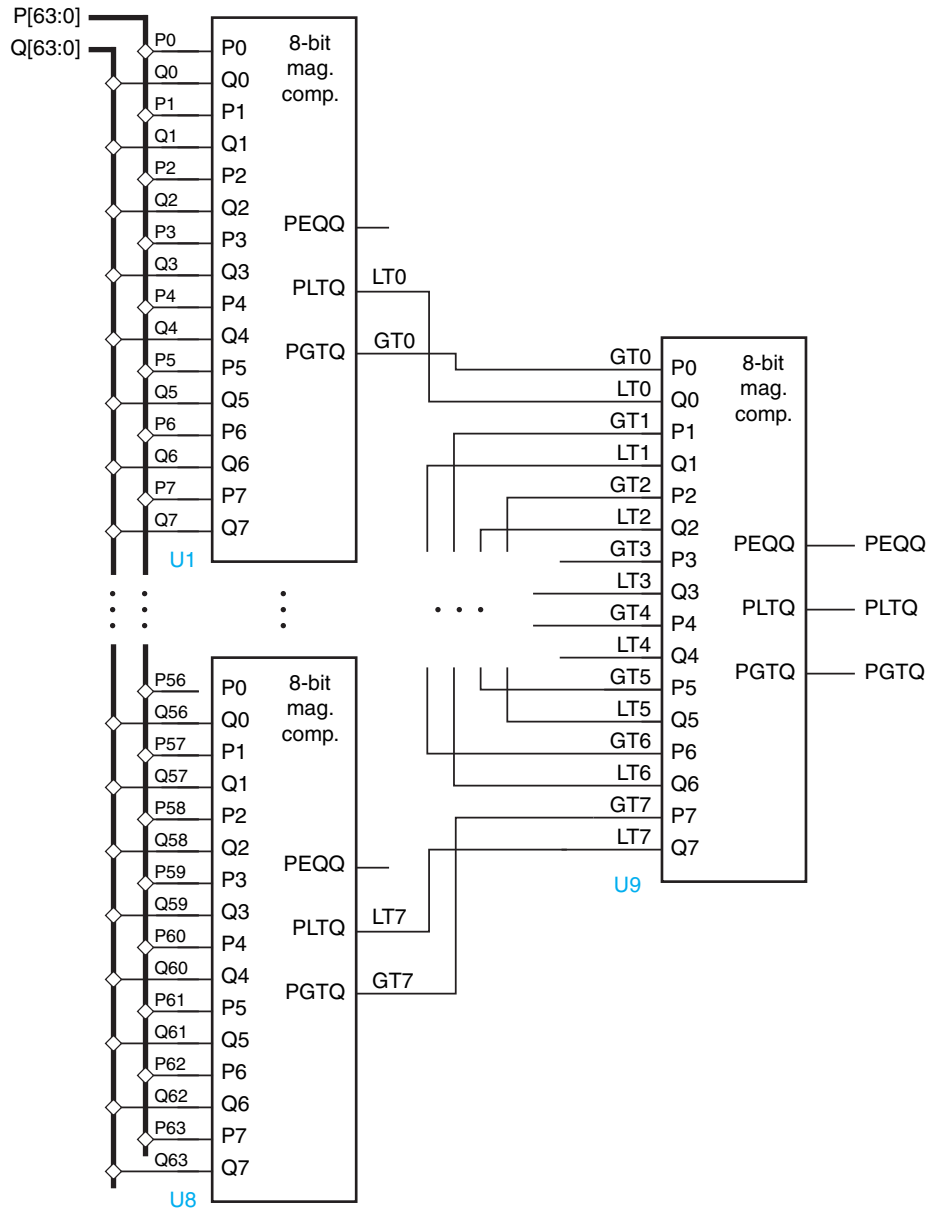 P[63:0]
Q[63:0]
P0 P0 8-bit
mag.
comp.
Q0 Q0
P1 P1
Q1 Q1
P2 P2
Q2 Q2
PEQQ
P3 P3
Q3 Q3
PLTQ LT0
P4 P4
Q4 Q4
PGTQ GT0
P5 P5
Q5 Q5
P6 P6
Q6 Q6
P7 P7
Q7 Q7
U1
P56 P0 8-bit
mag.
comp.
Q56 Q0
P57 P1
Q57 Q1
P58 P2
Q58 Q2
PEQQ
P59 P3
Q59 Q3
PLTQ LT7
P60 P4
Q60 Q4
PGTQ GT7
P61 P5
Q61 Q5
P62 P6
Q62 Q6
P63 P7
Q63 Q7
U8
GT0 P0 8-bit
mag.
comp.
LT0 Q0
GT1 P1
LT1 Q1
GT2 P2
LT2 Q2
PEQQ PEQQ
GT3 P3
LT3 Q3
PLTQ PLTQ
GT4 P4
LT4 Q4
PGTQ PGTQ
GT5 P5
LT5 Q5
GT6 P6
LT6 Q6
GT7 P7
LT7 Q7
U9